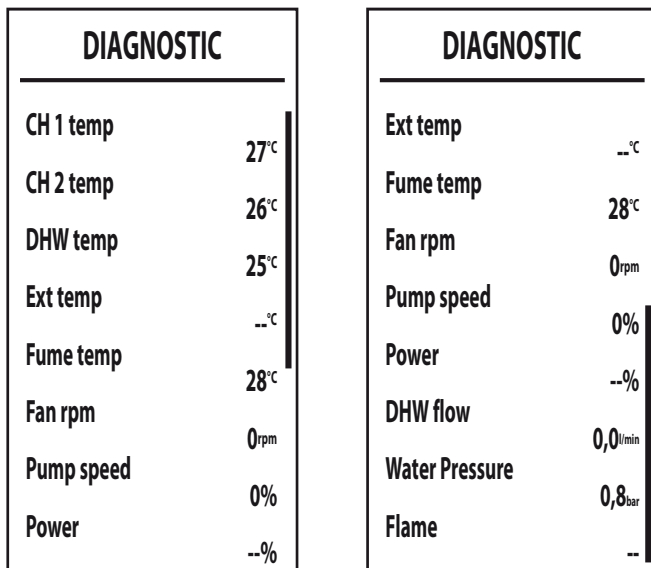 DIAGNOSTIC
CH 1 temp
27°C
CH 2 temp
26°C
DHW temp
25°C
Ext temp
--°C
Fume temp
28°C
Fan rpm
0rpm
Pump speed
0%
Power
--%
DIAGNOSTIC
Ext temp
--°C
Fume temp
28°C
Fan rpm
0rpm
Pump speed
0%
Power
--%
DHW flow
0,0l/min
Water Pressure
0,8bar
Flame
--